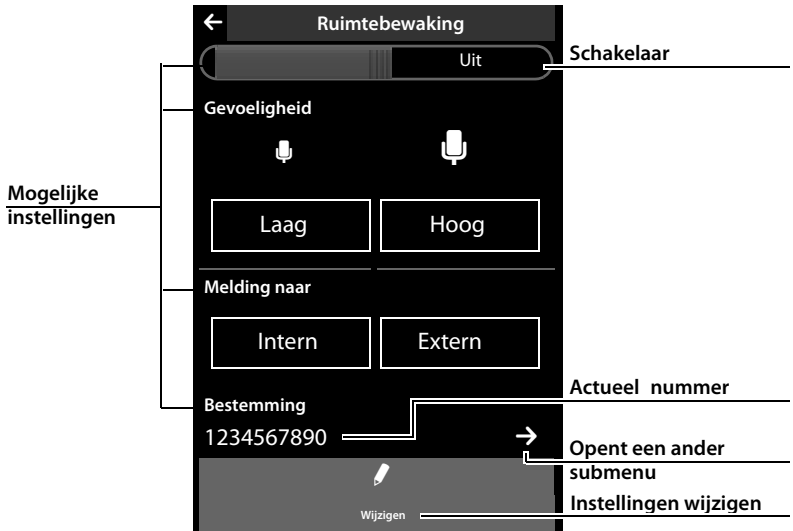 Ruimtebewaking
Uit
Schakelaar
Gevoeligheid
Mogelijke
instellingen
Laag
Hoog
Melding naar
Intern
Extern
Actueel nummer
Bestemming
1234567890
Opent een ander
submenu
Instellingen wijzigen
Wijzigen